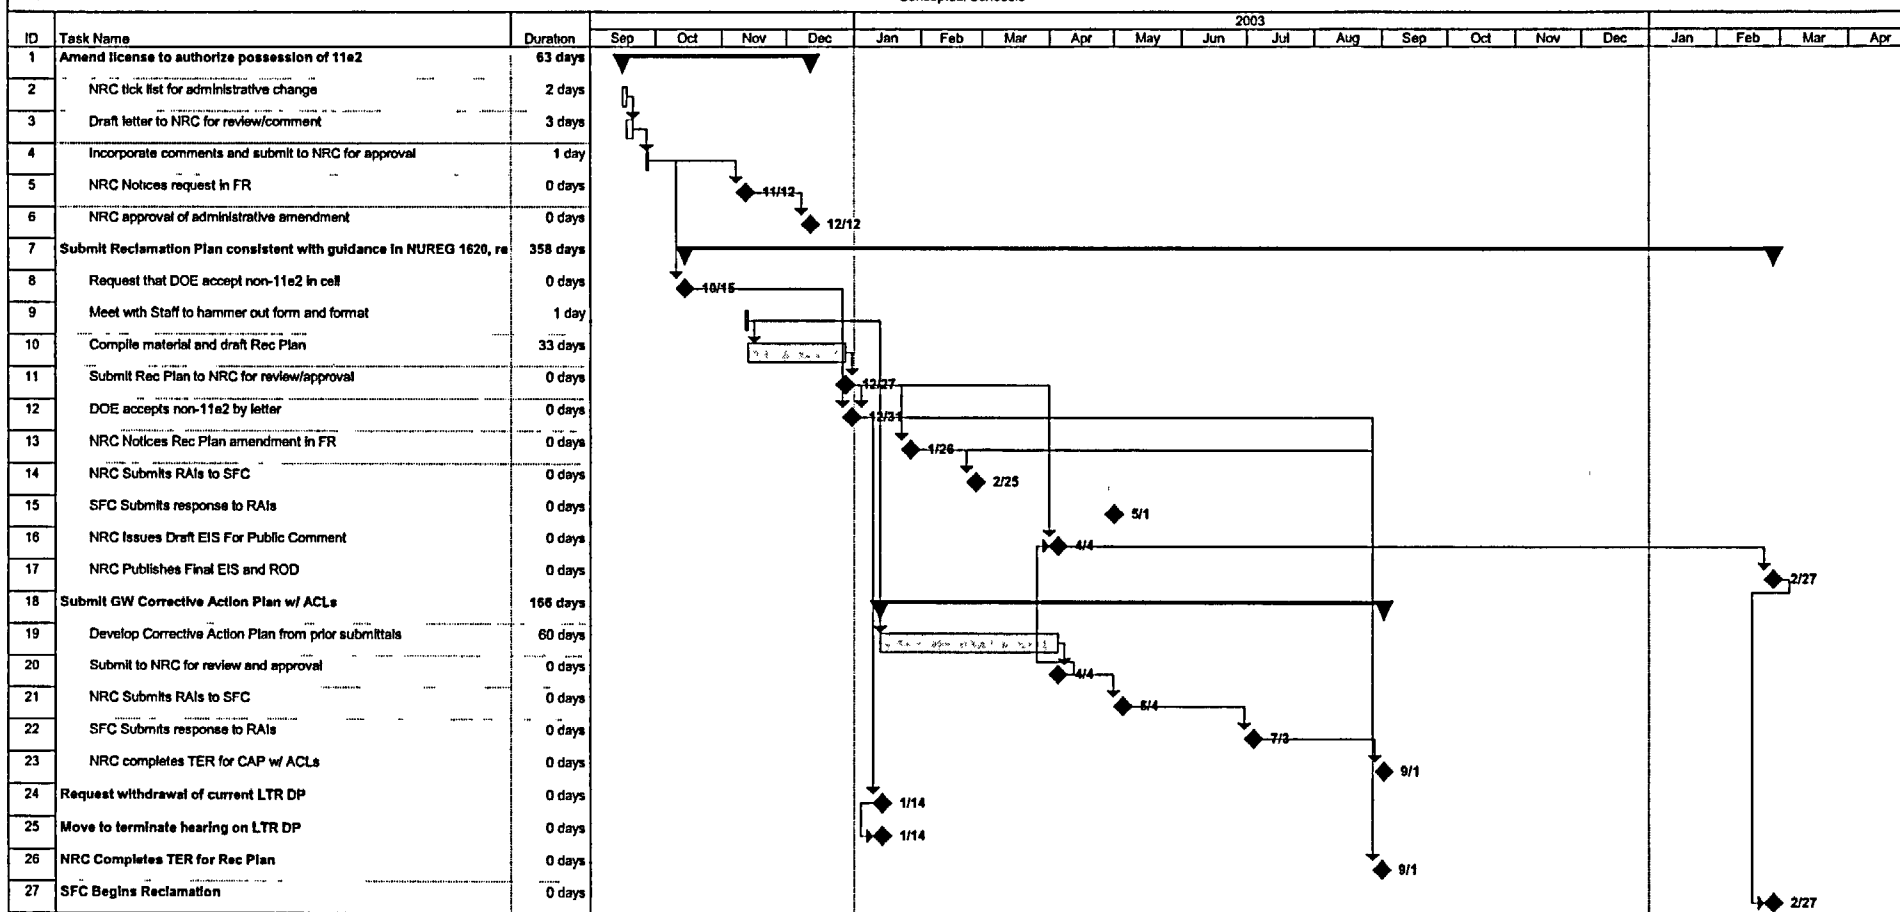 Conceptual Schedule
2003
ID Task Name Duration Sep Oct Nov Dec Jan Feb Mar Apr May Jun Jul Aug Sep Oct Nov Dec Jan Feb Mar Apr
1 Amend license to authorize possession of 11e2 63 days
2 NRC tick list for administrative change 2 days
3 Draft letter to NRC for review/comment 3 days
4 Incorporate comments and submit to NRC for approval 1 day
5 NRC Notices request in FR 0 days 11/12
6 NRC approval of administrative amendment 0 days 12/12
7 Submit Reclamation Plan consistent with guidance in NUREG 1620, re 358 days
8 Request that DOE accept non-11e2 in cell 0 days 10/15
9 Meet with Staff to hammer out form and format 1 day
10 Compile material and draft Rec Plan 33 days
11 Submit Rec Plan to NRC for review/approval 0 days 12/27
12 DOE accepts non-11e2 by letter 0 days 12/31
13 NRC Notices Rec Plan amendment in FR 0 days 1/26
14 NRC Submits RAIs to SFC 0 days 2/25
15 SFC Submits response to RAIs 0 days 5/1
16 NRC Issues Draft EIS For Public Comment 0 days 4/4
17 NRC Publishes Final EIS and ROD 0 days 2/27
18 Submit GW Corrective Action Plan w/ ACLs 166 days
19 Develop Corrective Action Plan from prior submittals 60 days
20 Submit to NRC for review and approval 0 days 4/4
21 NRC Submits RAIs to SFC 0 days 5/4
22 SFC Submits response to RAIs 0 days 7/3
23 NRC completes TER for CAP w/ ACLs 0 days 9/1
24 Request withdrawal of current LTR DP 0 days 1/14
25 Move to terminate hearing on LTR DP 0 days 1/14
26 NRC Completes TER for Rec Plan 0 days 9/1
27 SFC Begins Reclamation 0 days 2/27